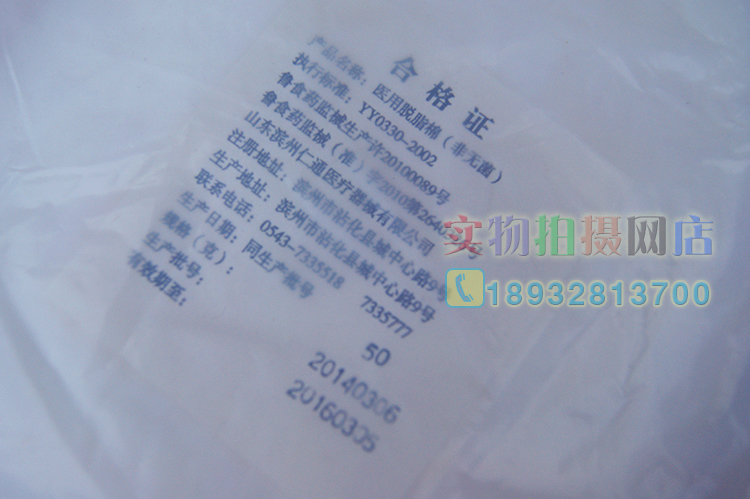 合格证
产品名称：医用脱脂棉（非无菌）
执行标准：YY0330-2002
鲁食药监械生产许20100089号
鲁食药监械（准）字2010第266
山东滨州仁通医疗器械有限公司
注册地址：滨州市沾化县城中心路9号
生产地址：滨州市沾化县城中心路9号
联系电话：0543-7335518 7335777
生产日期：同生产批号
规格（克）：50
生产批号：20140306
有效期至：20160305
实物拍摄网店
18932813700